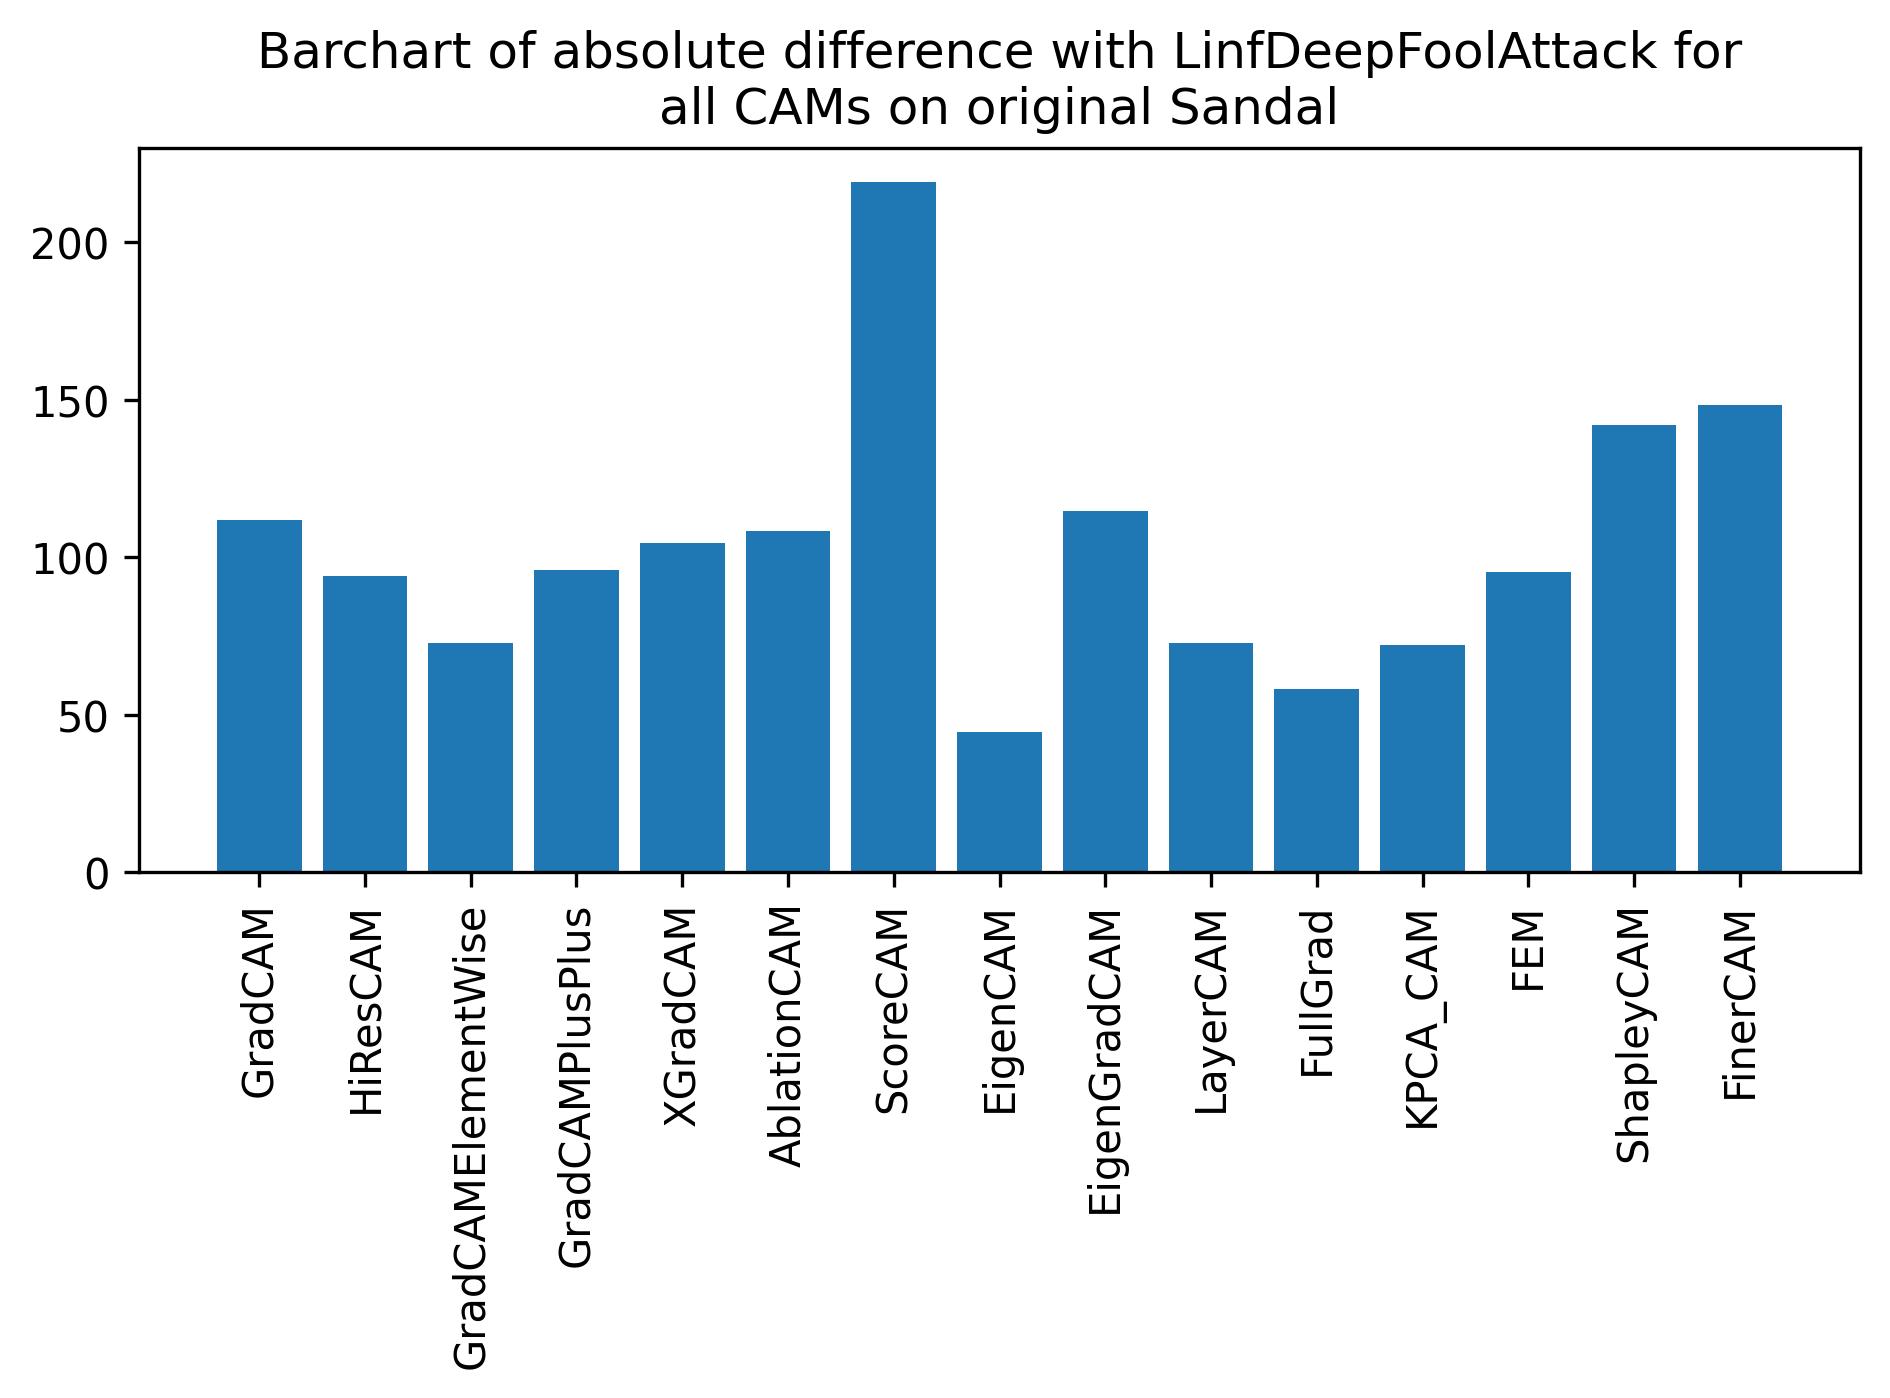 Barchart of absolute difference with LinfDeepFoolAttack for
all CAMs on original Sandal
200
150
100
50
0
GradCAM
HiResCAM
GradCAMElementWise
GradCAMPlusPlus
XGradCAM
AblationCAM
ScoreCAM
EigenCAM
EigenGradCAM
LayerCAM
FullGrad
KPCA_CAM
FEM
ShapleyCAM
FinerCAM